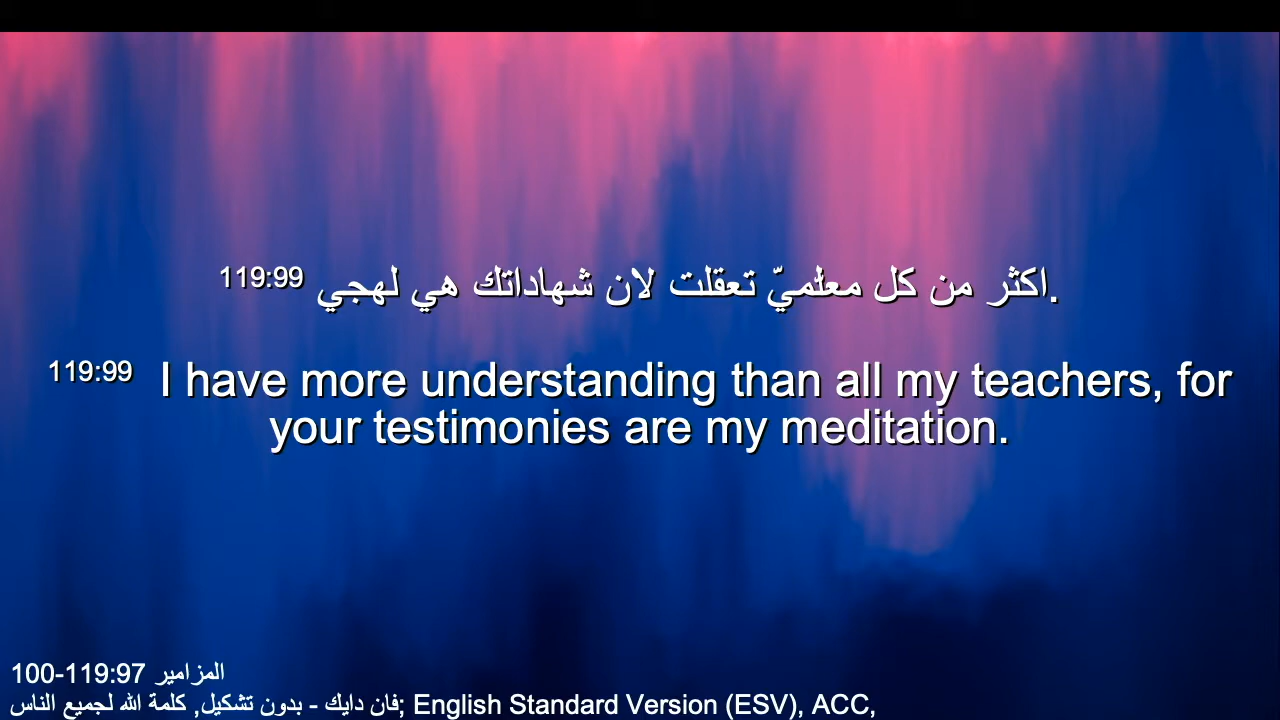 119:99 اكثر من كل معلّميّ تعقلت لان شهاداتك هي لهجي.
119:99 I have more understanding than all my teachers, for
your testimonies are my meditation.
المزامير 119:97-100
فان دايك - بدون تشكيل, كلمة الله لجميع الناس; English Standard Version (ESV), ACC,